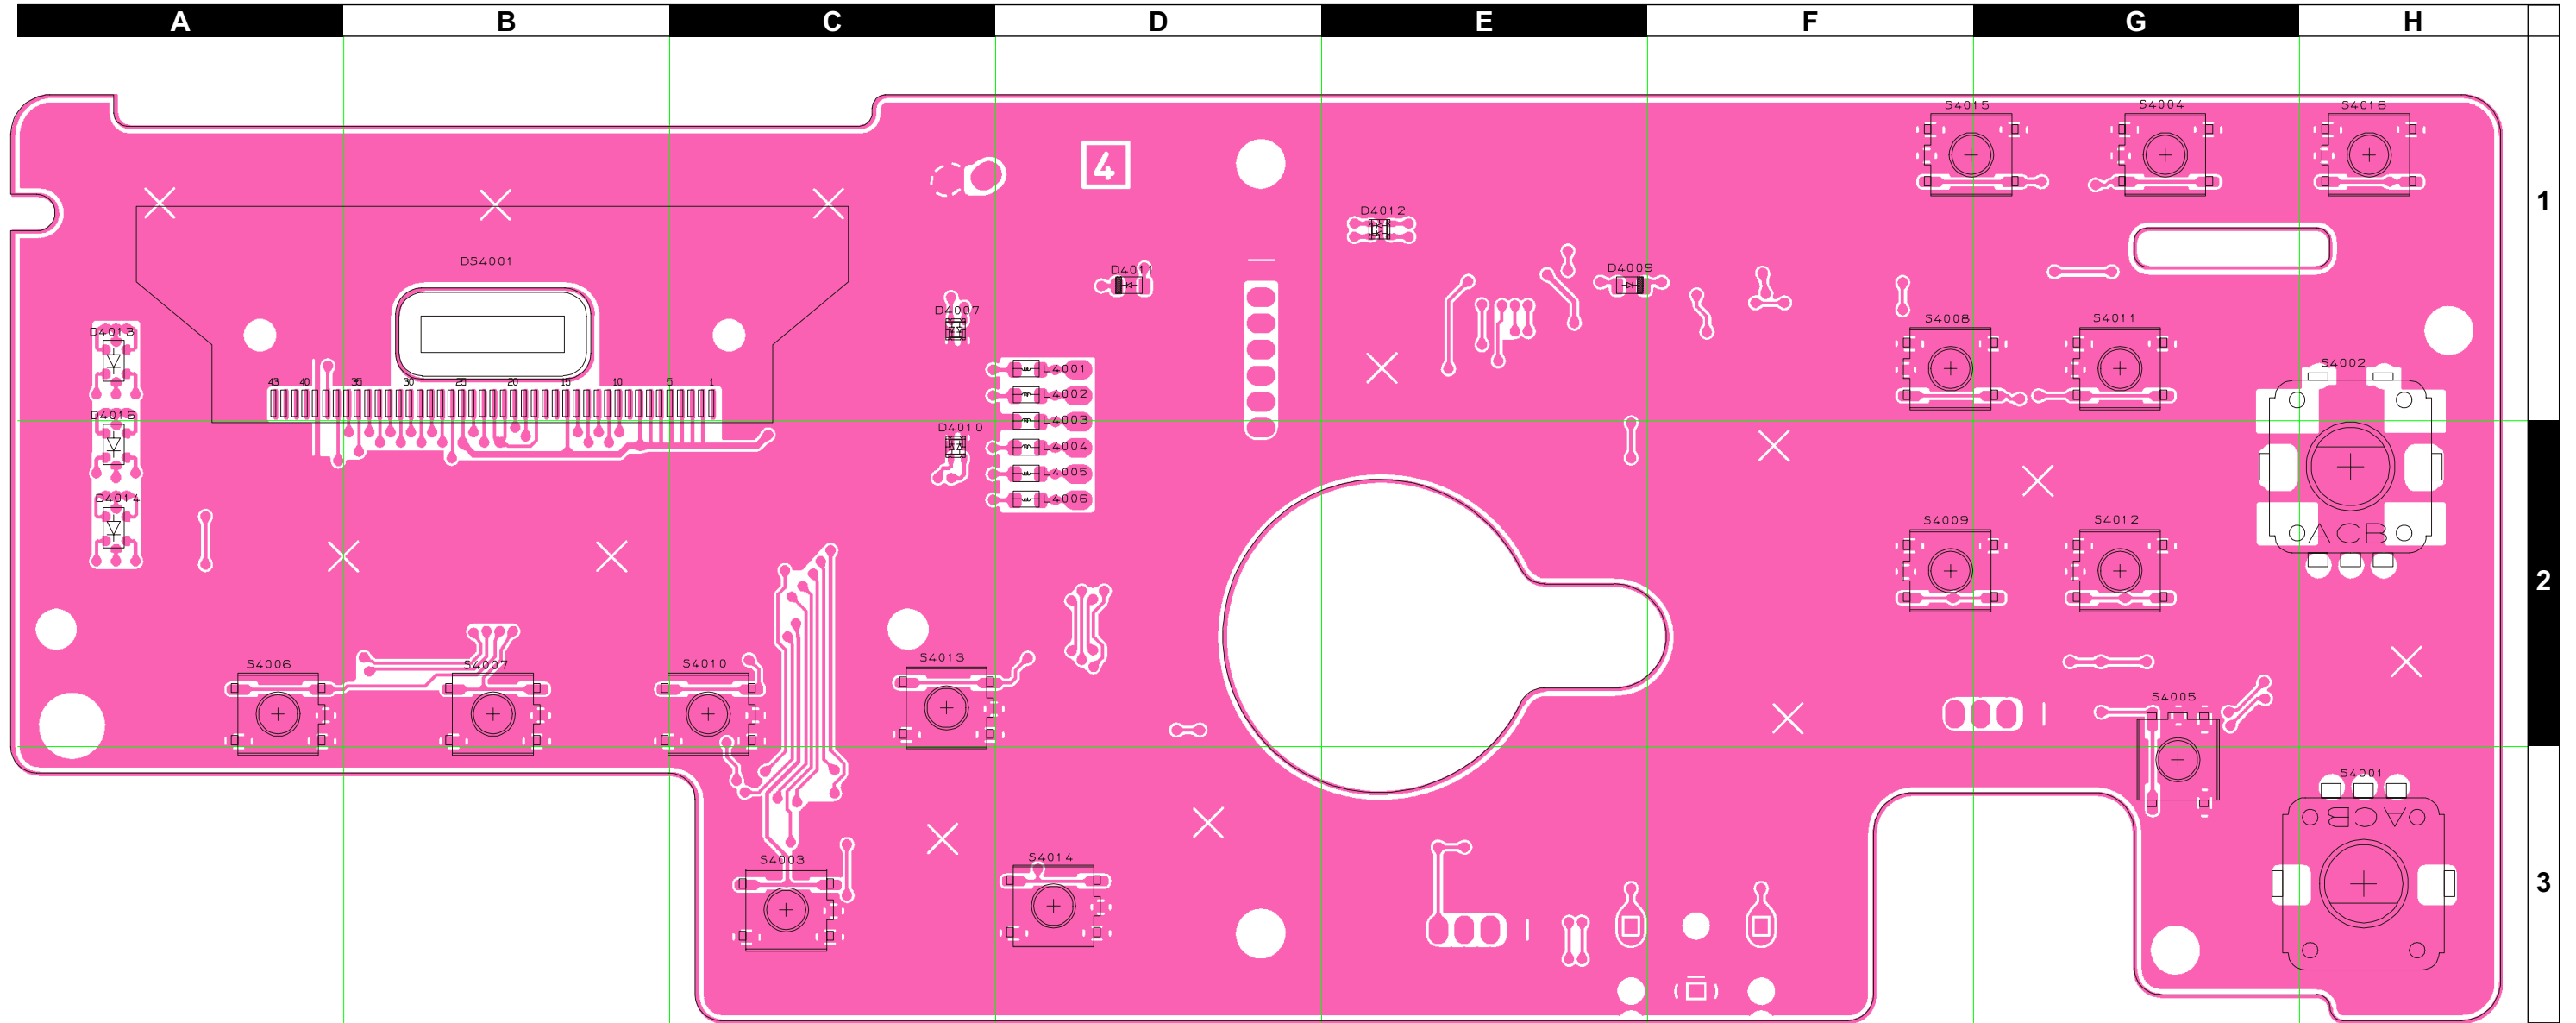 A B C D E F G H
S4015 S4004 S4016
4
1
D4012
DS4001
D4011 D4009
D4007
S4008 S4011
D4013
L4001
S4002
43 40 35 30 25 20 15 10 5 1
L4002
D4016
L4003
D4010
L4004
L4005
D4014 L4006
S4009 S4012
ACB
2
S4006 S4007 S4010 S4013
S4005
S4001
ACB
S4003 S4014
3